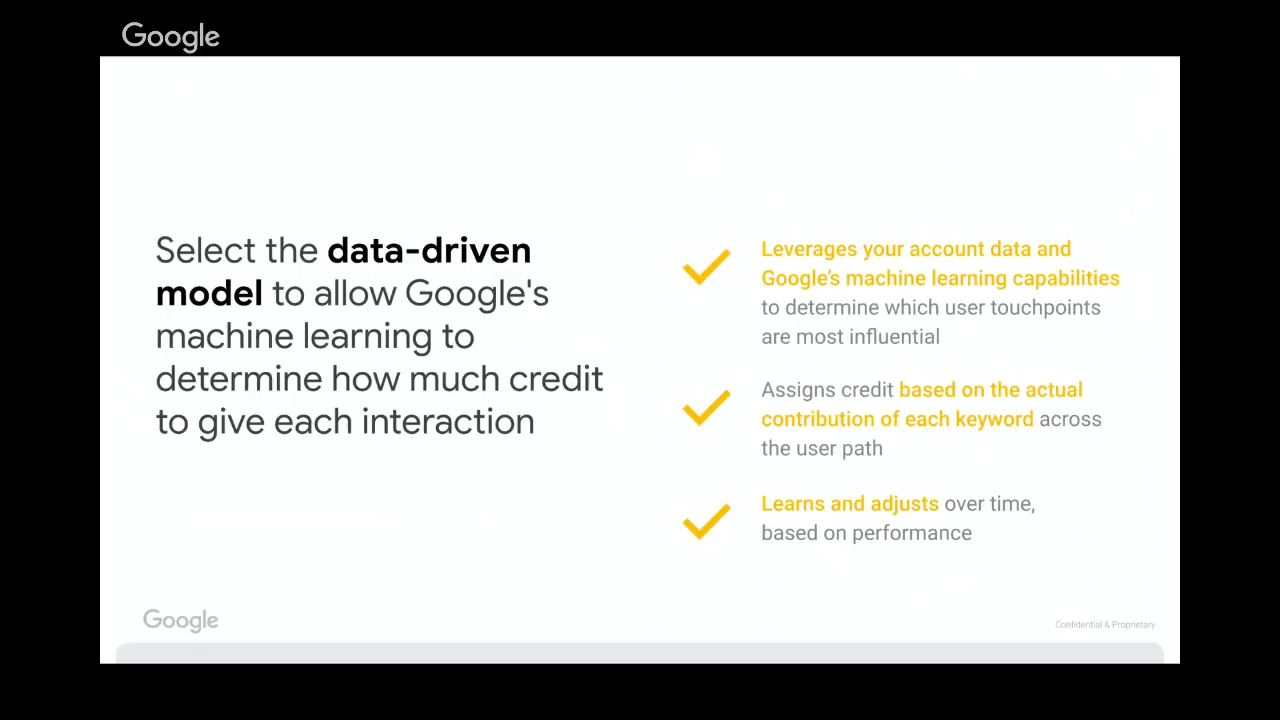 Google
Select the data-driven
model to allow Google's
machine learning to
determine how much credit
to give each interaction
Leverages your account data and
Google’s machine learning capabilities
to determine which user touchpoints
are most influential
Assigns credit based on the actual
contribution of each keyword across
the user path
Learns and adjusts over time,
based on performance
Google
Confidential & Proprietary